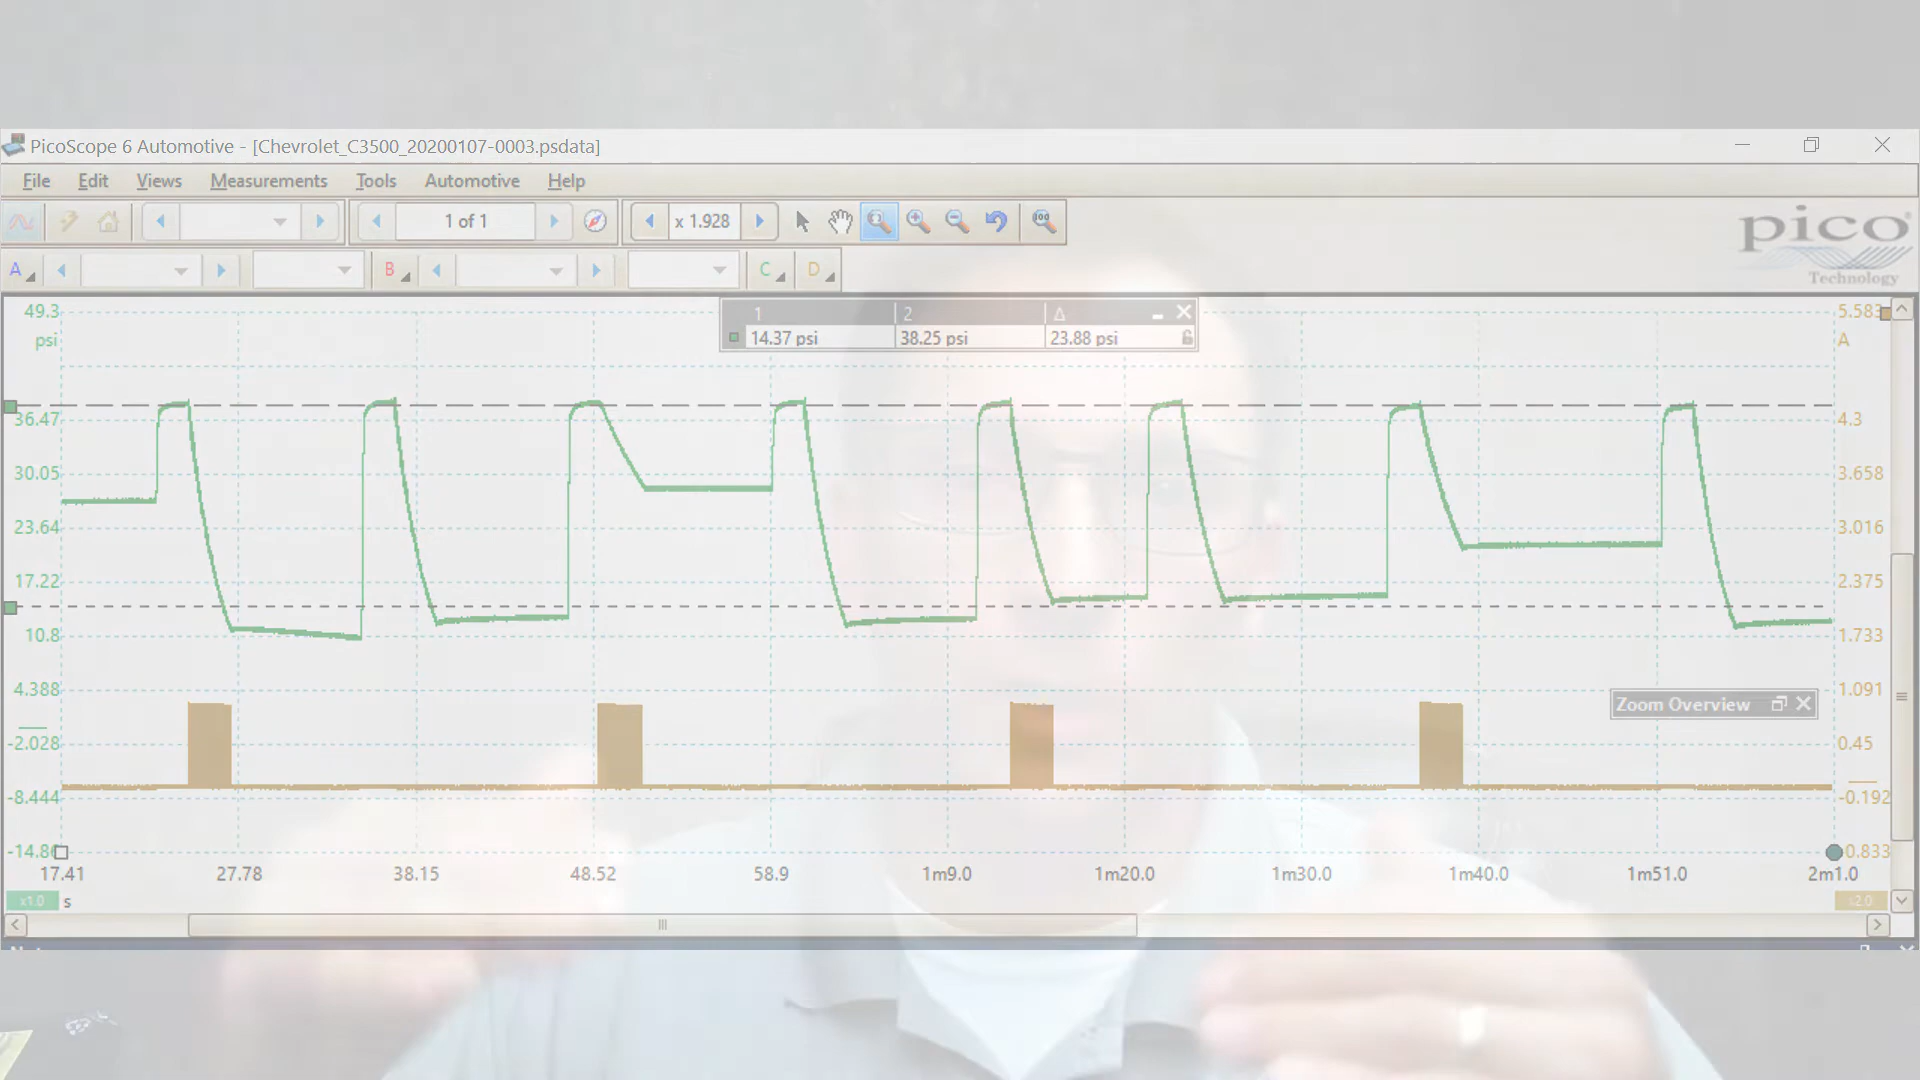 PicoScope 6 Automotive - [Chevrolet_C3500_20200107-0003.psdata]
File Edit Views Measurements Tools Automotive Help
1 of 1 x 1.928 100
pico
Technology
A B C D
1 2 Δ
14.37 psi 38.25 psi 23.88 psi
49.3
psi
36.47
30.05
23.64
17.22
10.8
4.388
-2.028
-8.444
-14.86
5.583
A
4.3
3.658
3.016
2.375
1.733
1.091
0.45
-0.192
0.833
Zoom Overview
17.41 27.78 38.15 48.52 58.9 1m9.0 1m20.0 1m30.0 1m40.0 1m51.0 2m1.0
x1.0 s